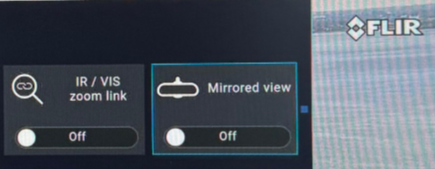 FLIR
IR / VIS
zoom link
Mirrored view
Off
Off